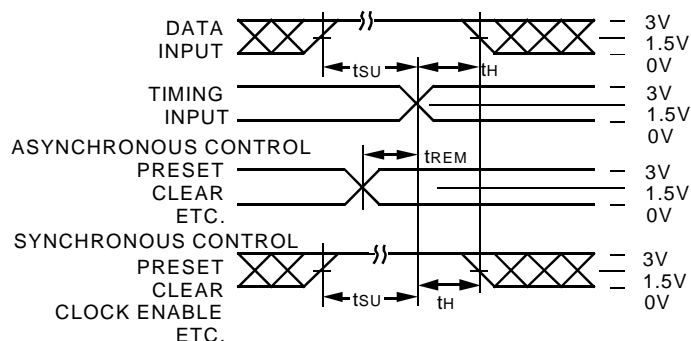 DATA
INPUT
tSU
tH
3V
1.5V
0V
TIMING
INPUT
3V
1.5V
0V
ASYNCHRONOUS CONTROL
PRESET
CLEAR
ETC.
tREM
3V
1.5V
0V
SYNCHRONOUS CONTROL
PRESET
CLEAR
CLOCK ENABLE
ETC.
tSU
tH
3V
1.5V
0V